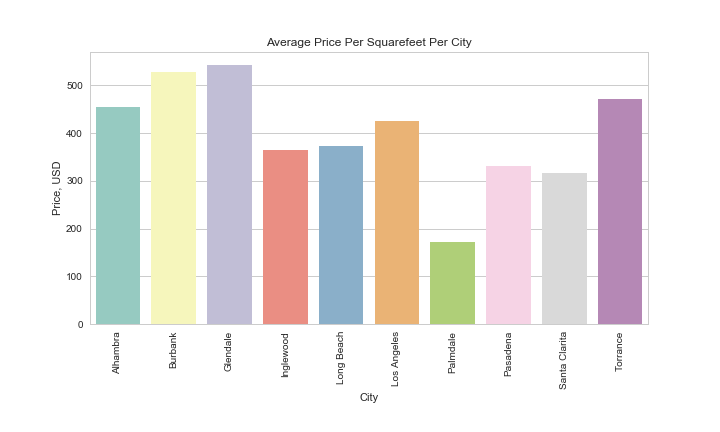 Average Price Per Squarefeet Per City
Price, USD
500
400
300
200
100
0
Alhambra
Burbank
Glendale
Inglewood
Long Beach
Los Angeles
Palmdale
Pasadena
Santa Clarita
Torrance
City